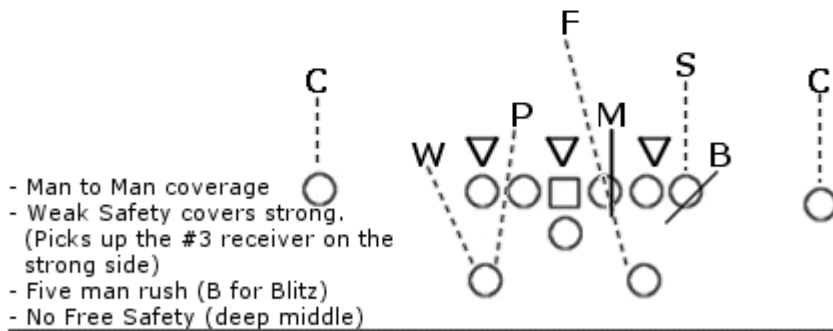 F
S
C
C
P
M
W
B
- Man to Man coverage
- Weak Safety covers strong.
(Picks up the #3 receiver on the
strong side)
- Five man rush (B for Blitz)
- No Free Safety (deep middle)